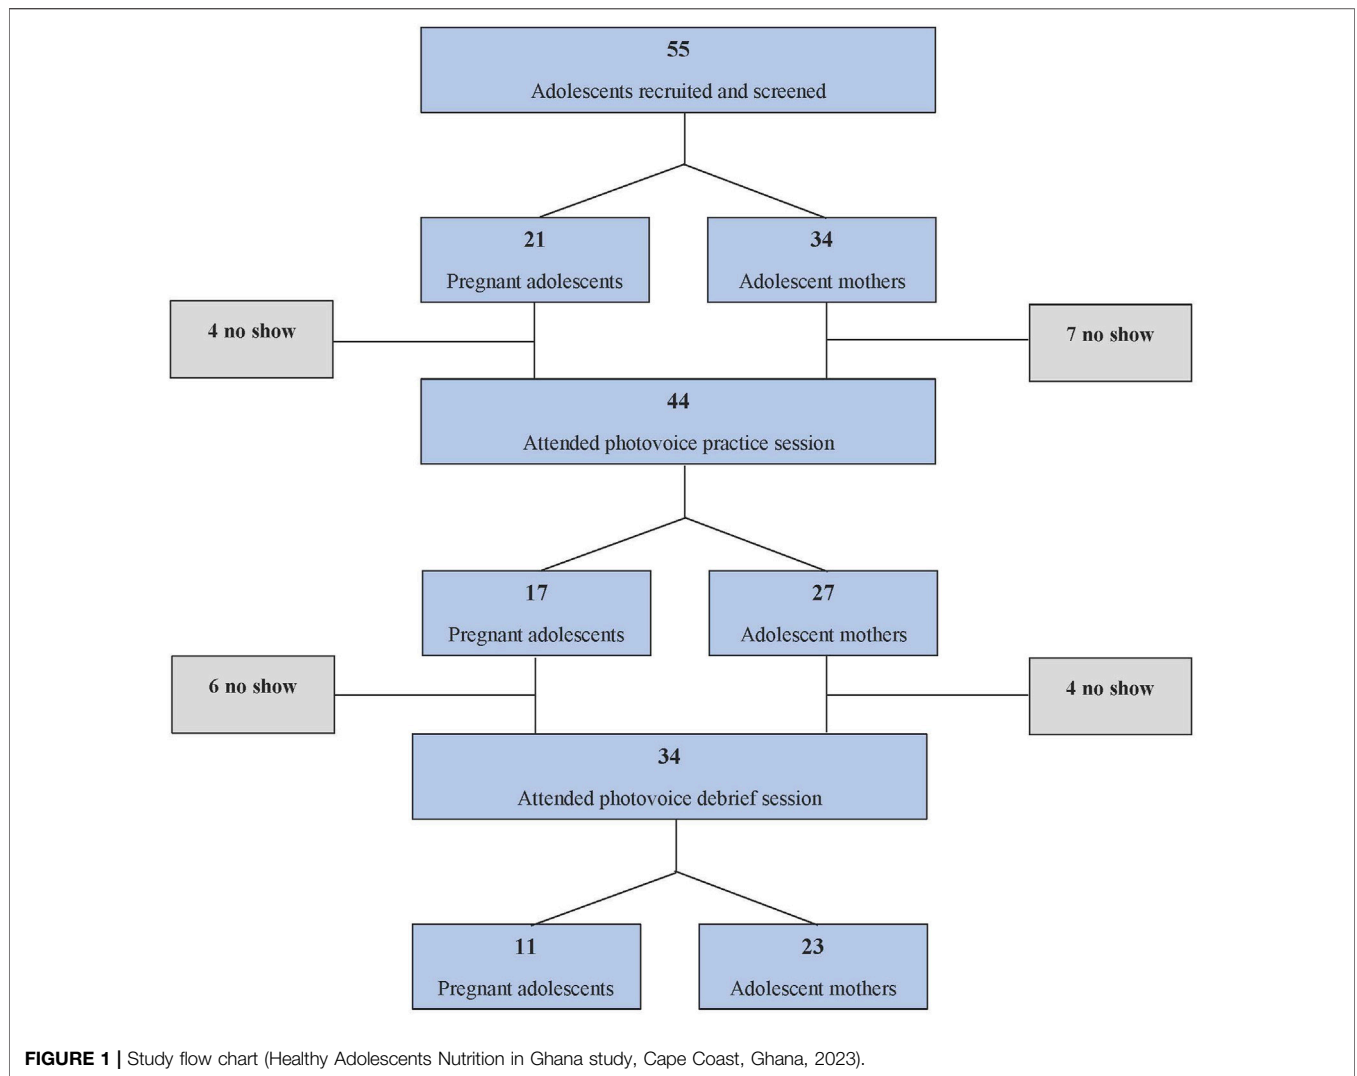 55
Adolescents recruited and screened
21
Pregnant adolescents
34
Adolescent mothers
4 no show
7 no show
44
Attended photovoice practice session
17
Pregnant adolescents
27
Adolescent mothers
6 no show
4 no show
34
Attended photovoice debrief session
11
Pregnant adolescents
23
Adolescent mothers
FIGURE 1 | Study flow chart (Healthy Adolescents Nutrition in Ghana study, Cape Coast, Ghana, 2023).